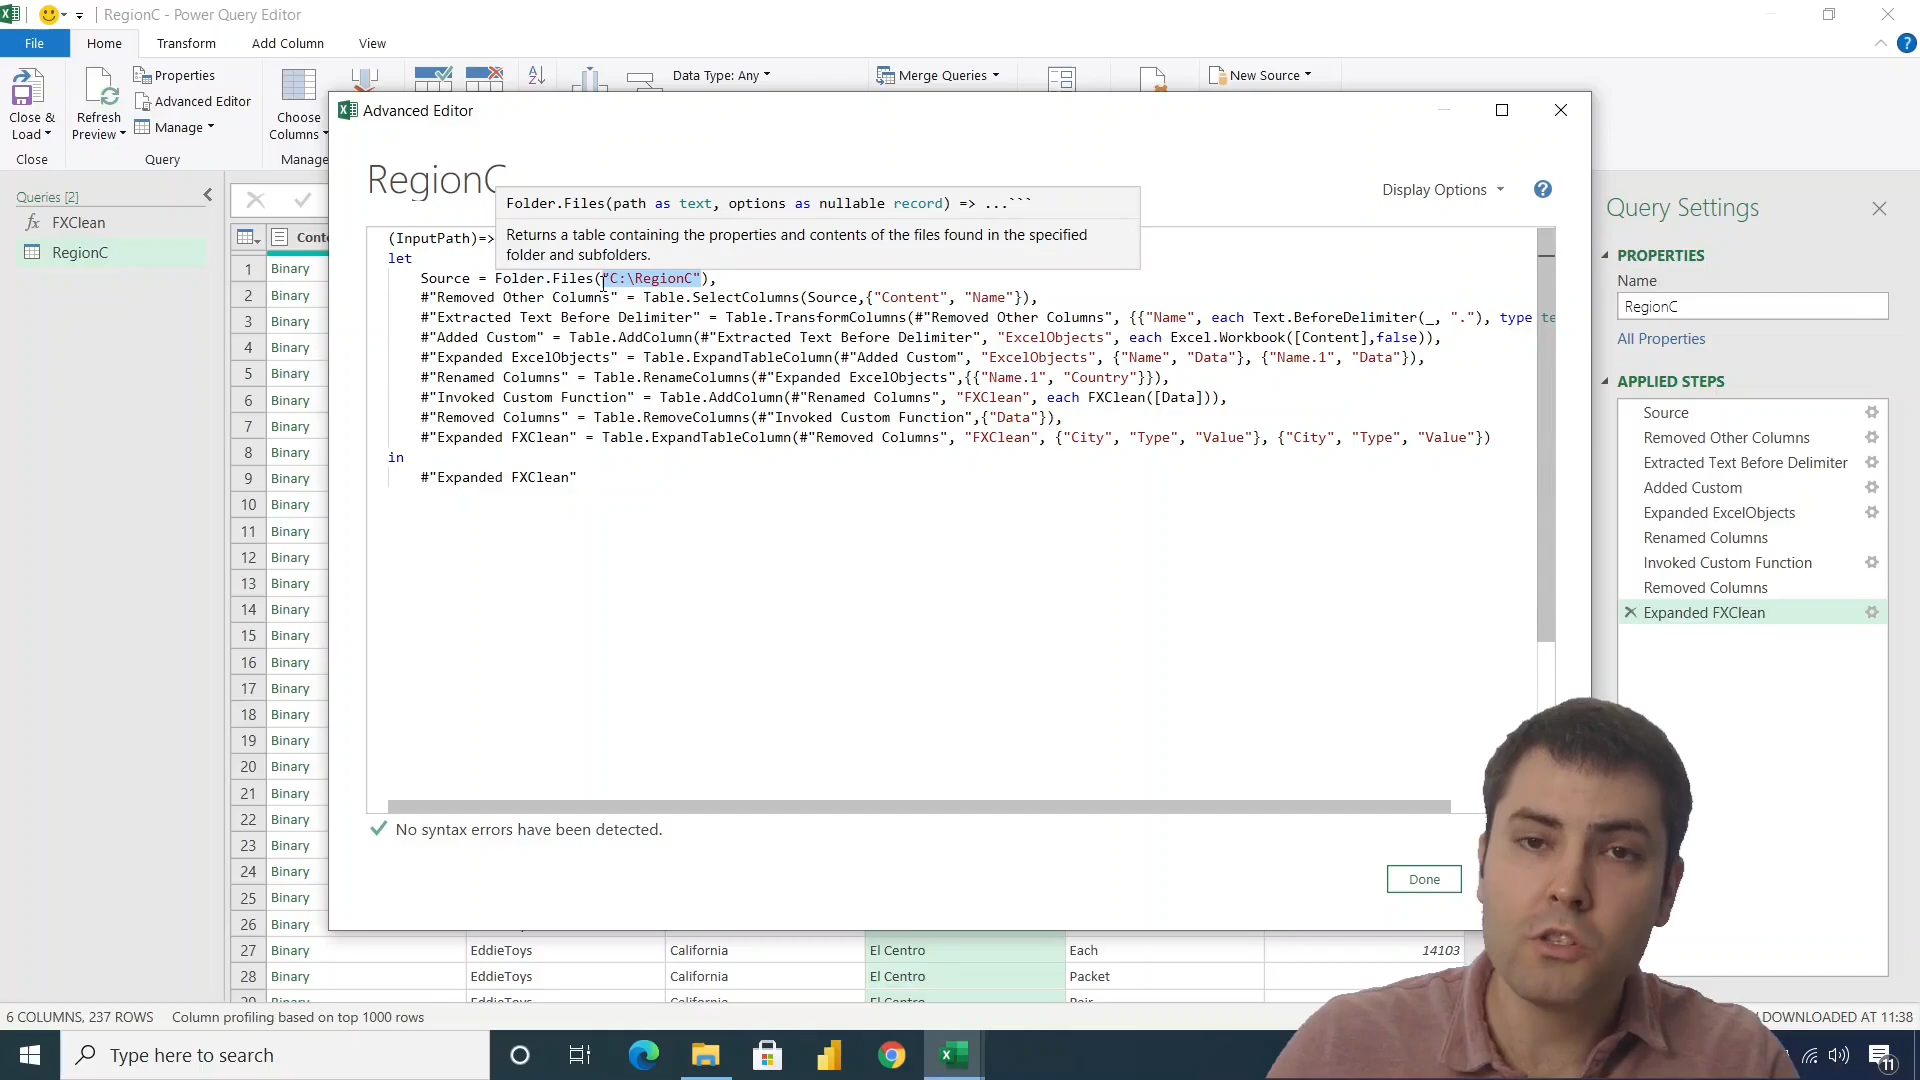 RegionC - Power Query Editor
File Home Transform Add Column View
Close & Load
Close
Refresh Preview
Properties
Advanced Editor
Manage
Query
Choose Columns
Manage
Data Type: Any
Merge Queries
New Source
Queries [2]
fx FXClean
RegionC
Advanced Editor
RegionC
Display Options
Folder.Files(path as text, options as nullable record) => ...```
Returns a table containing the properties and contents of the files found in the specified
folder and subfolders.
(InputPath)=>
let
Source = Folder.Files("C:\RegionC"),
#"Removed Other Columns" = Table.SelectColumns(Source,{"Content", "Name"}),
#"Extracted Text Before Delimiter" = Table.TransformColumns(#"Removed Other Columns", {{"Name", each Text.BeforeDelimiter(_, "."), type te
#"Added Custom" = Table.AddColumn(#"Extracted Text Before Delimiter", "ExcelObjects", each Excel.Workbook([Content],false)),
#"Expanded ExcelObjects" = Table.ExpandTableColumn(#"Added Custom", "ExcelObjects", {"Name", "Data"}, {"Name.1", "Data"}),
#"Renamed Columns" = Table.RenameColumns(#"Expanded ExcelObjects",{{"Name.1", "Country"}}),
#"Invoked Custom Function" = Table.AddColumn(#"Renamed Columns", "FXClean", each FXClean([Data])),
#"Removed Columns" = Table.RemoveColumns(#"Invoked Custom Function",{"Data"}),
#"Expanded FXClean" = Table.ExpandTableColumn(#"Removed Columns", "FXClean", {"City", "Type", "Value"}, {"City", "Type", "Value"})
in
#"Expanded FXClean"
No syntax errors have been detected.
Done
Conte
1 Binary
2 Binary
3 Binary
4 Binary
5 Binary
6 Binary
7 Binary
8 Binary
9 Binary
10 Binary
11 Binary
12 Binary
13 Binary
14 Binary
15 Binary
16 Binary
17 Binary
18 Binary
19 Binary
20 Binary
21 Binary
22 Binary
23 Binary
24 Binary
25 Binary
26 Binary
27 Binary EddieToys California El Centro Each 14103
28 Binary EddieToys California El Centro Packet
29 Binary EddieToys California El Centro Pair
Query Settings
PROPERTIES
Name
RegionC
All Properties
APPLIED STEPS
Source
Removed Other Columns
Extracted Text Before Delimiter
Added Custom
Expanded ExcelObjects
Renamed Columns
Invoked Custom Function
Removed Columns
Expanded FXClean
6 COLUMNS, 237 ROWS Column profiling based on top 1000 rows
DOWNLOADED AT 11:38
Type here to search
11